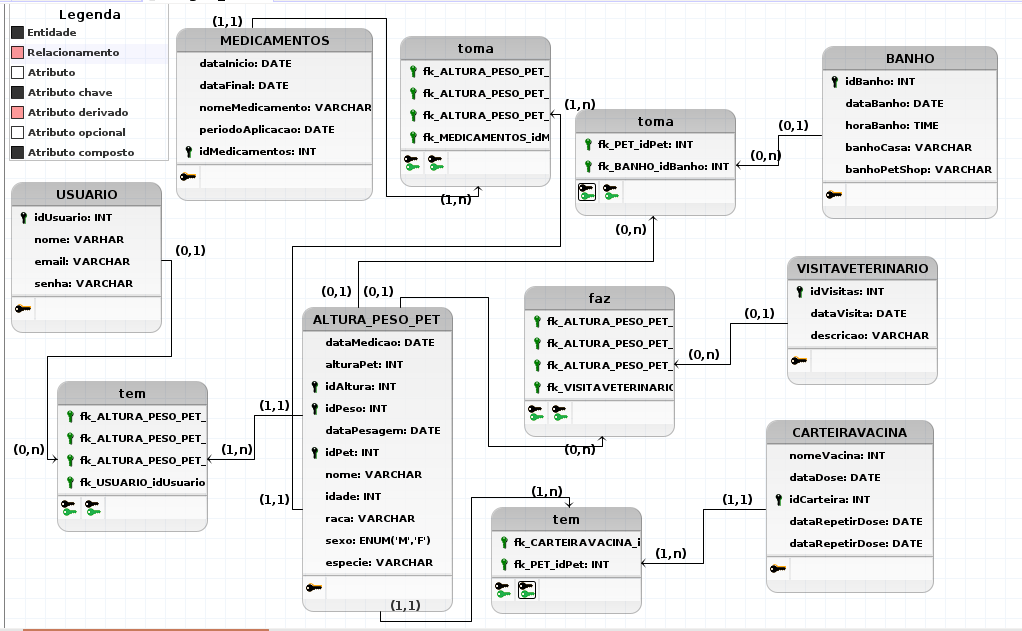 Legenda
Entidade
Relacionamento
Atributo
Atributo chave
Atributo derivado
Atributo opcional
Atributo composto
(1,1)
MEDICAMENTOS
dataInicio: DATE
dataFinal: DATE
nomeMedicamento: VARCHAR
periodoAplicacao: DATE
idMedicamentos: INT
toma
fk_ALTURA_PESO_PET_
fk_ALTURA_PESO_PET_
fk_ALTURA_PESO_PET_
fk_MEDICAMENTOS_idM
(1,n)
(1,n)
toma
fk_PET_idPet: INT
fk_BANHO_idBanho: INT
(0,n)
(0,1)
(0,n)
BANHO
idBanho: INT
dataBanho: DATE
horaBanho: TIME
banhoCasa: VARCHAR
banhoPetShop: VARCHAR
USUARIO
idUsuario: INT
nome: VARHAR
email: VARCHAR
senha: VARCHAR
(0,1)
(0,1)
(0,1)
ALTURA_PESO_PET
dataMedicao: DATE
alturaPet: INT
idAltura: INT
idPeso: INT
dataPesagem: DATE
idPet: INT
nome: VARCHAR
idade: INT
raca: VARCHAR
sexo: ENUM('M','F')
especie: VARCHAR
(1,1)
(1,1)
(1,1)
faz
fk_ALTURA_PESO_PET_
fk_ALTURA_PESO_PET_
fk_ALTURA_PESO_PET_
fk_VISITAVETERINARIO
(0,n)
(0,n)
(0,1)
VISITAVETERINARIO
idVisitas: INT
dataVisita: DATE
descricao: VARCHAR
tem
fk_ALTURA_PESO_PET_
fk_ALTURA_PESO_PET_
fk_ALTURA_PESO_PET_
fk_USUARIO_idUsuario
(0,n)
(1,n)
(1,n)
tem
fk_CARTEIRAVACINA_i
fk_PET_idPet: INT
(1,n)
(1,1)
CARTEIRAVACINA
nomeVacina: INT
dataDose: DATE
idCarteira: INT
dataRepetirDose: DATE
dataRepetirDose: DATE